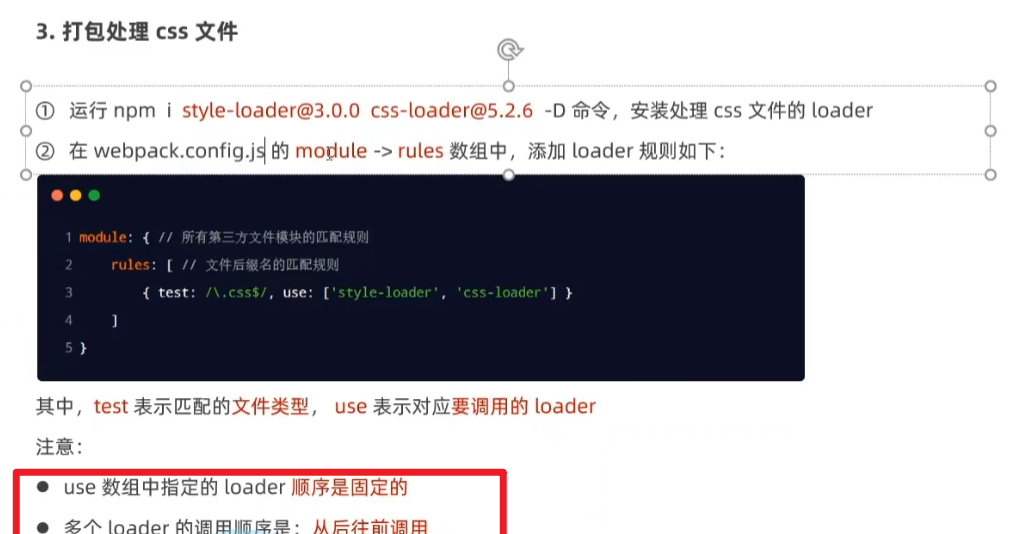 3. 打包处理 css 文件
① 运行 npm i style-loader@3.0.0 css-loader@5.2.6 -D 命令，安装处理 css 文件的 loader
② 在 webpack.config.js 的 module -> rules 数组中，添加 loader 规则如下：
1 module: { // 所有第三方文件模块的匹配规则
2 rules: [ // 文件后缀名的匹配规则
3 { test: /\.css$/, use: ['style-loader', 'css-loader'] }
4 ]
5 }
其中，test 表示匹配的文件类型， use 表示对应要调用的 loader
注意：
● use 数组中指定的 loader 顺序是固定的
● 多个 loader 的调用顺序是：从后往前调用